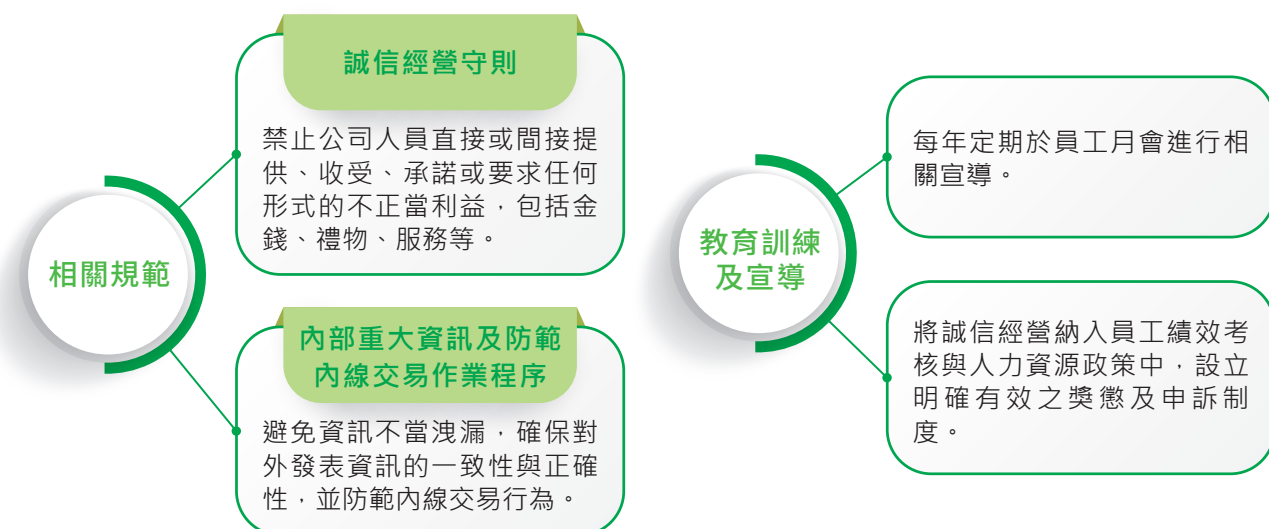 相關規範
誠信經營守則
禁止公司人員直接或間接提
供、收受、承諾或要求任何
形式的不正當利益，包括金
錢、禮物、服務等。
內部重大資訊及防範
內線交易作業程序
避免資訊不當洩漏，確保對
外發表資訊的一致性與正確
性，並防範內線交易行為。
教育訓練
及宣導
每年定期於員工月會進行相
關宣導。
將誠信經營納入員工績效考
核與人力資源政策中，設立
明確有效之獎懲及申訴制
度。